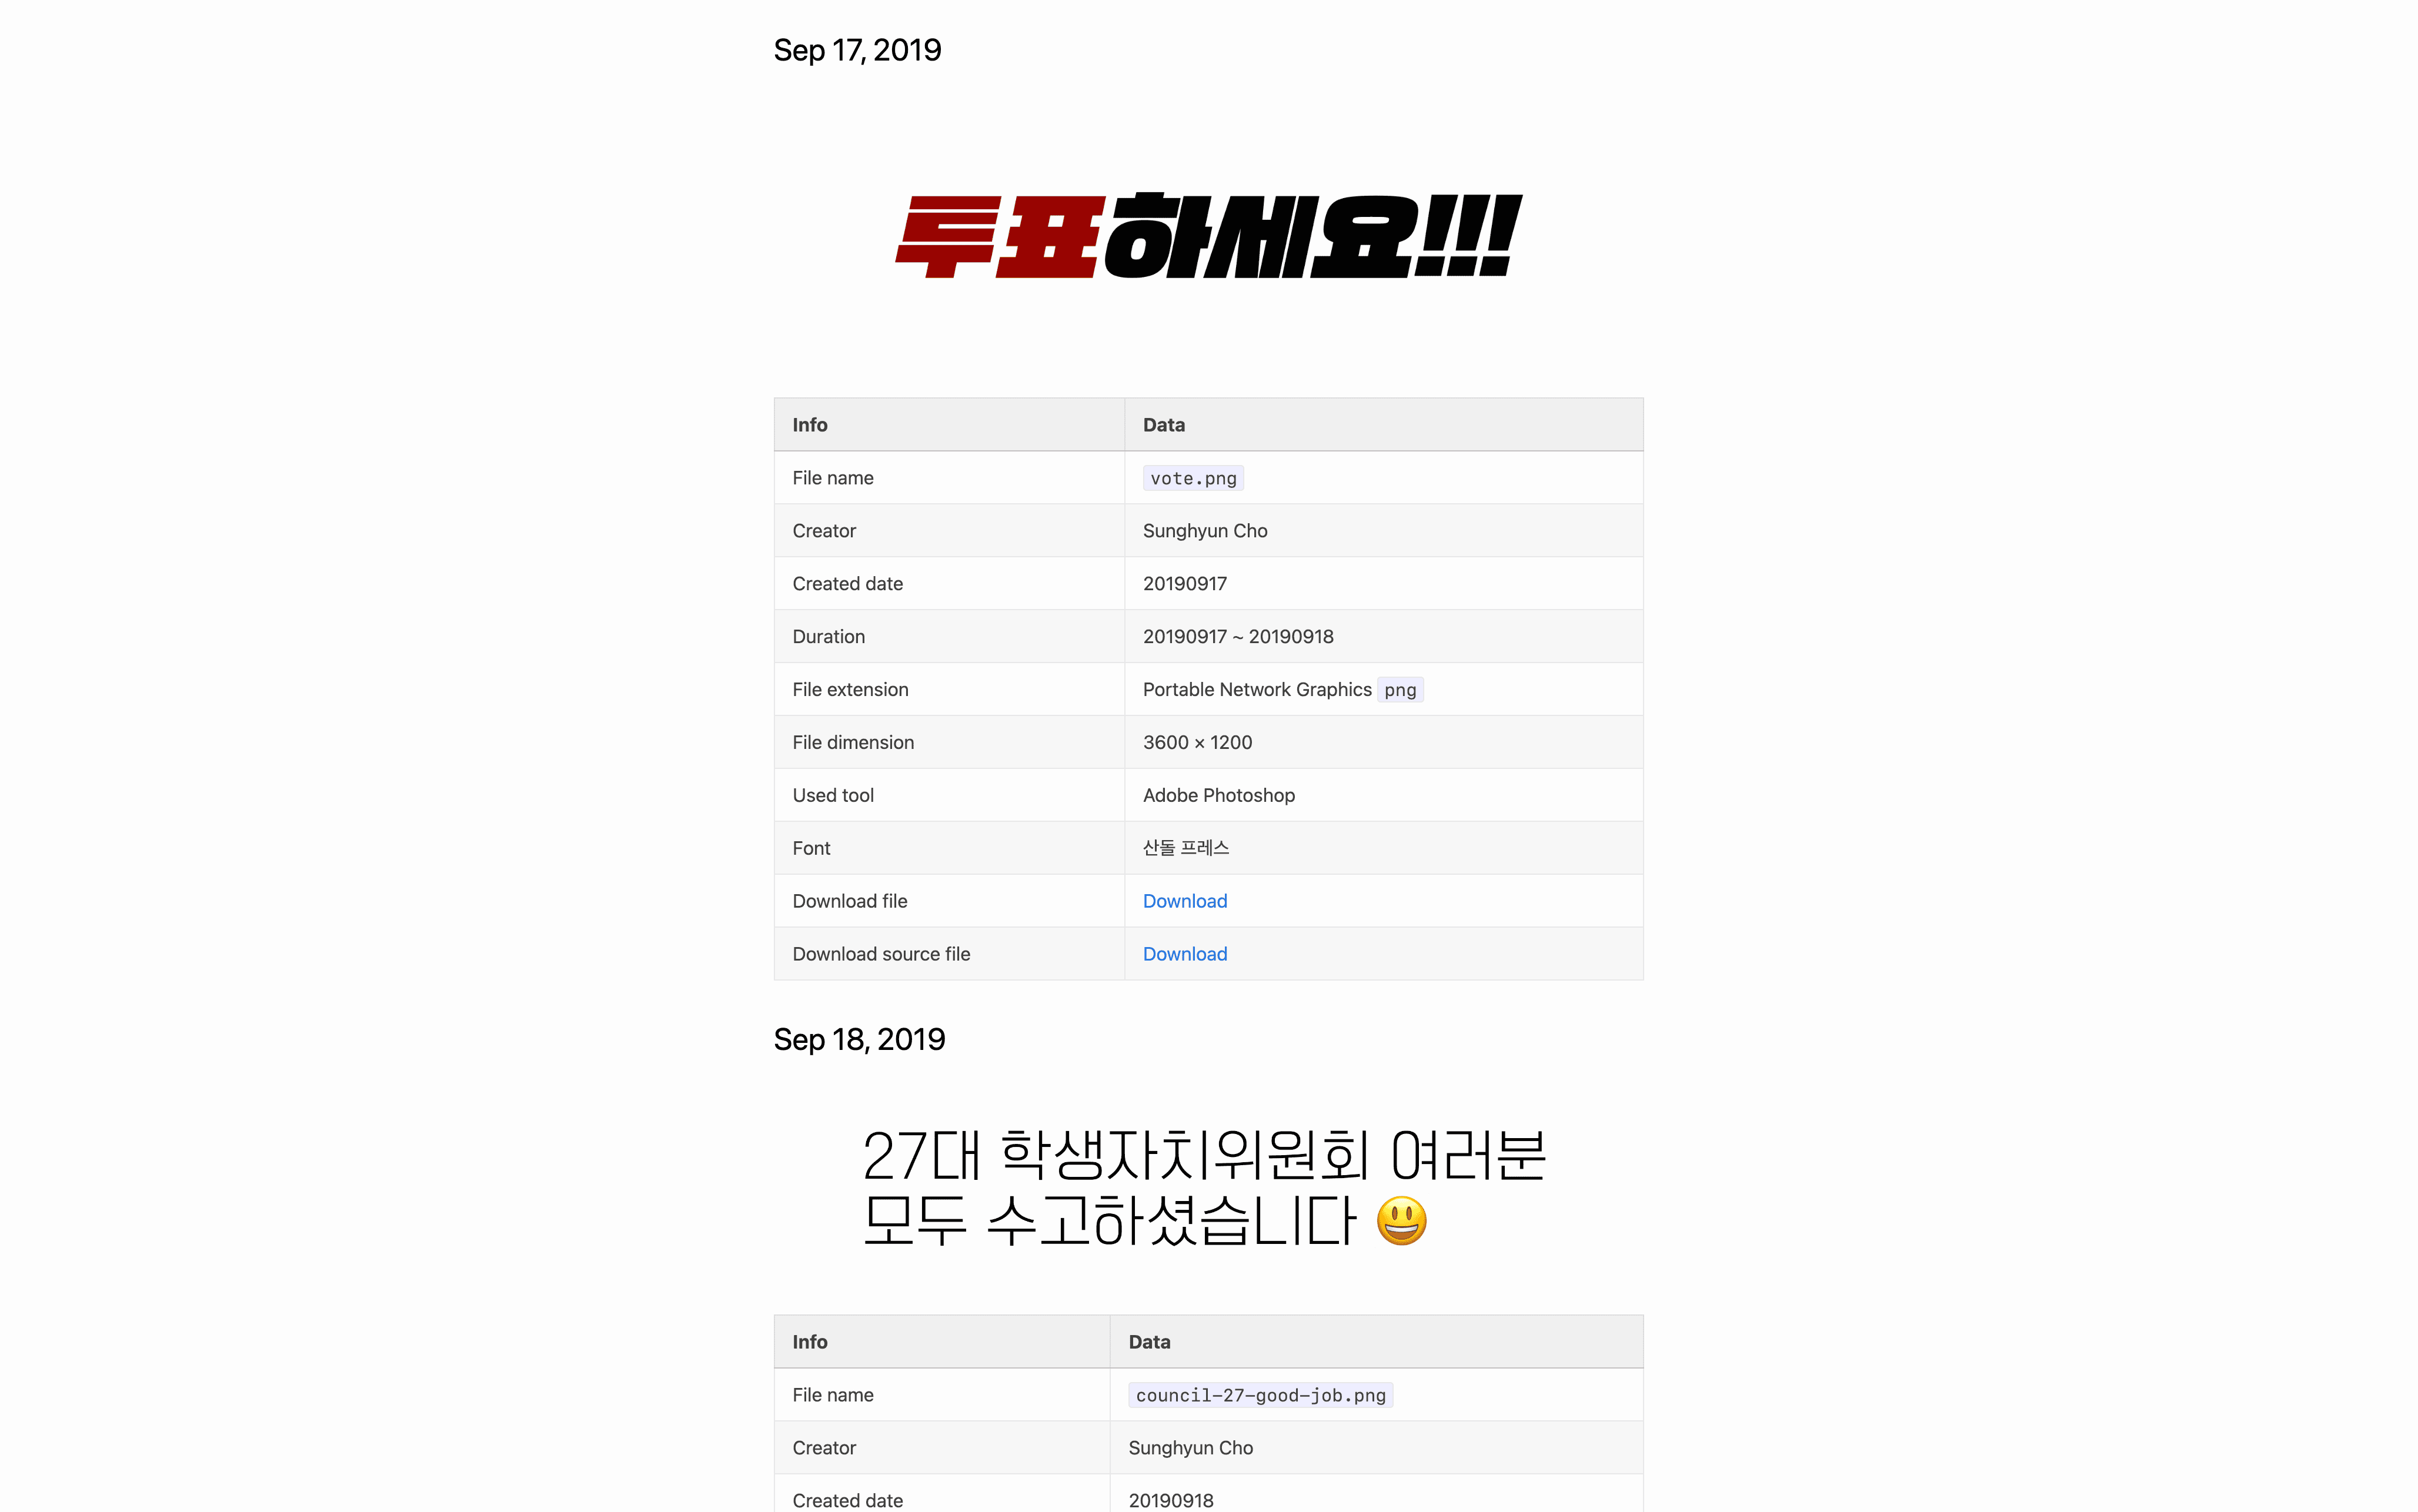 Sep 17, 2019
투표하세요!!!
Info Data
File name vote.png
Creator Sunghyun Cho
Created date 20190917
Duration 20190917 ~ 20190918
File extension Portable Network Graphics png
File dimension 3600 × 1200
Used tool Adobe Photoshop
Font 산돌 프레스
Download file Download
Download source file Download
Sep 18, 2019
27대 학생자치위원회 여러분
모두 수고하셨습니다 😃
Info Data
File name council-27-good-job.png
Creator Sunghyun Cho
Created date 20190918